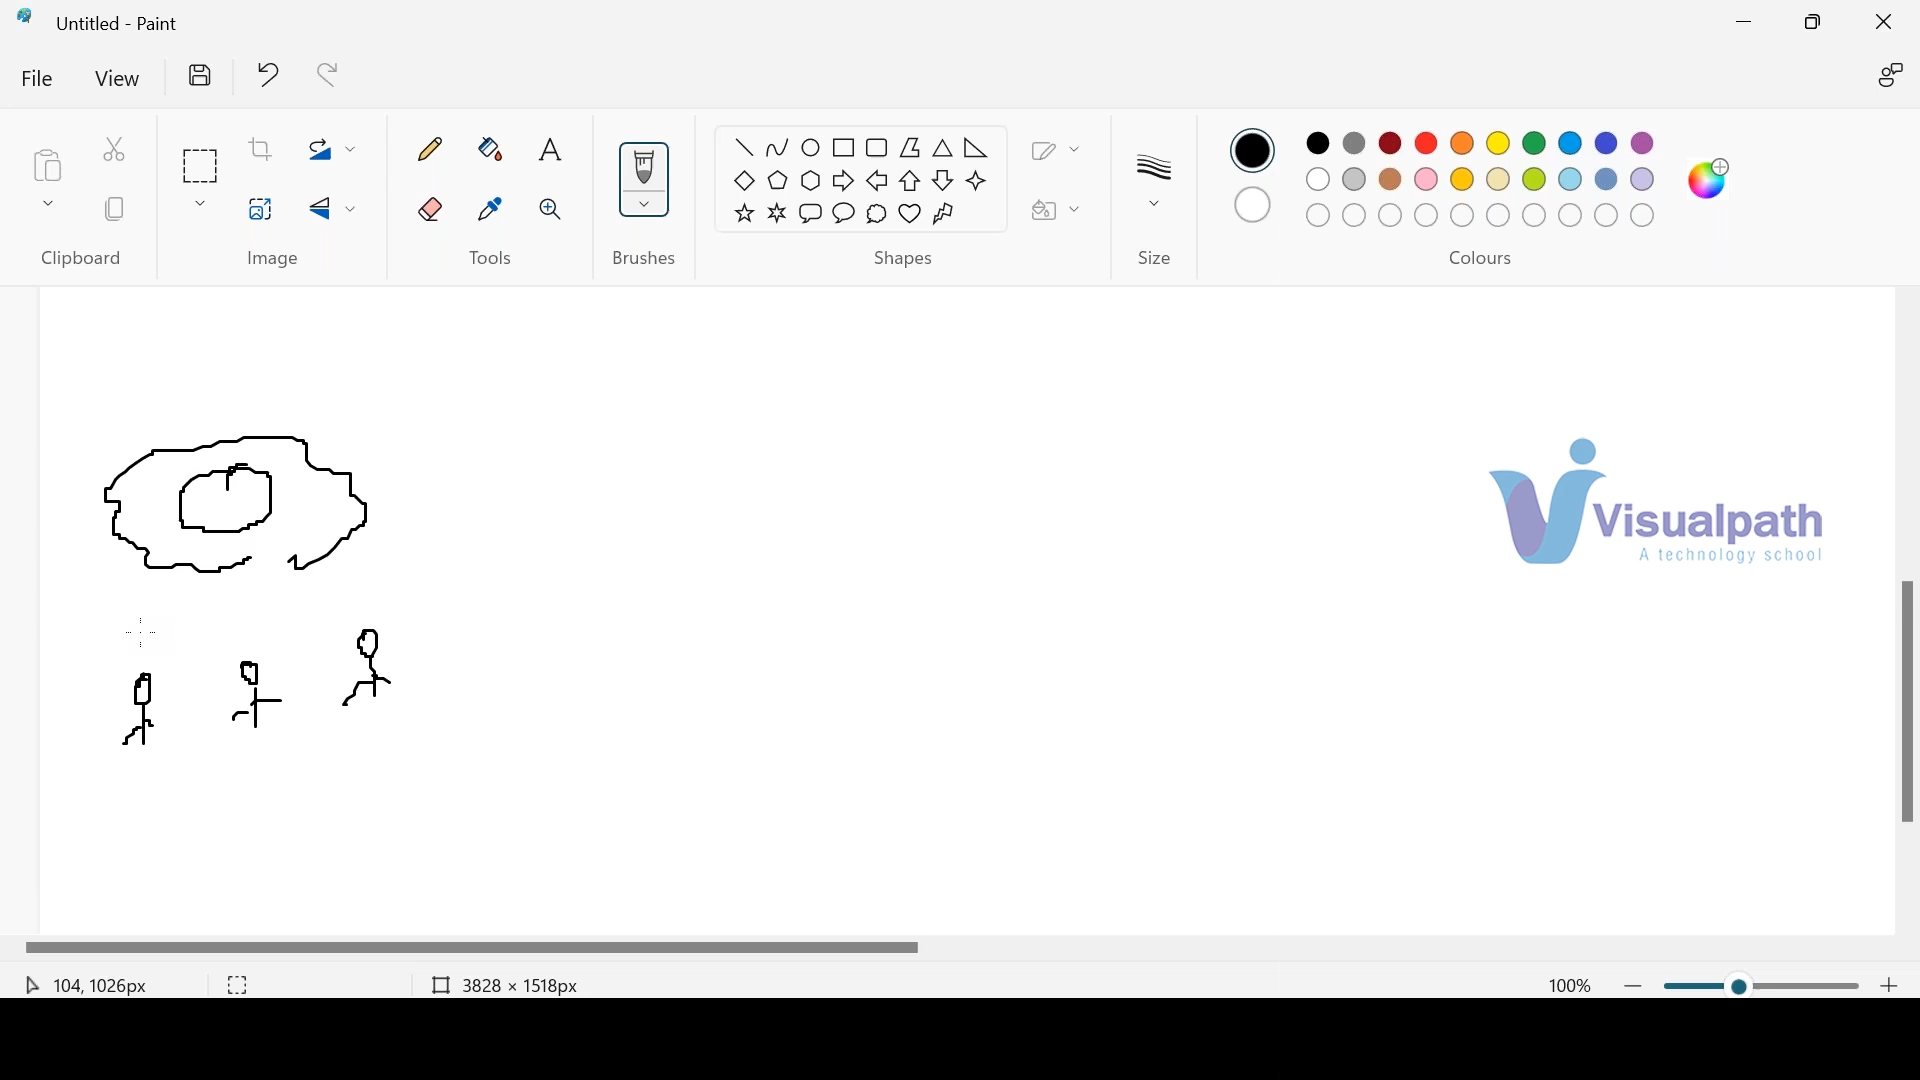 Untitled - Paint
File View
Clipboard Image Tools Brushes Shapes Size Colours
Visualpath
A technology school
104, 1026px 3828 × 1518px 100%